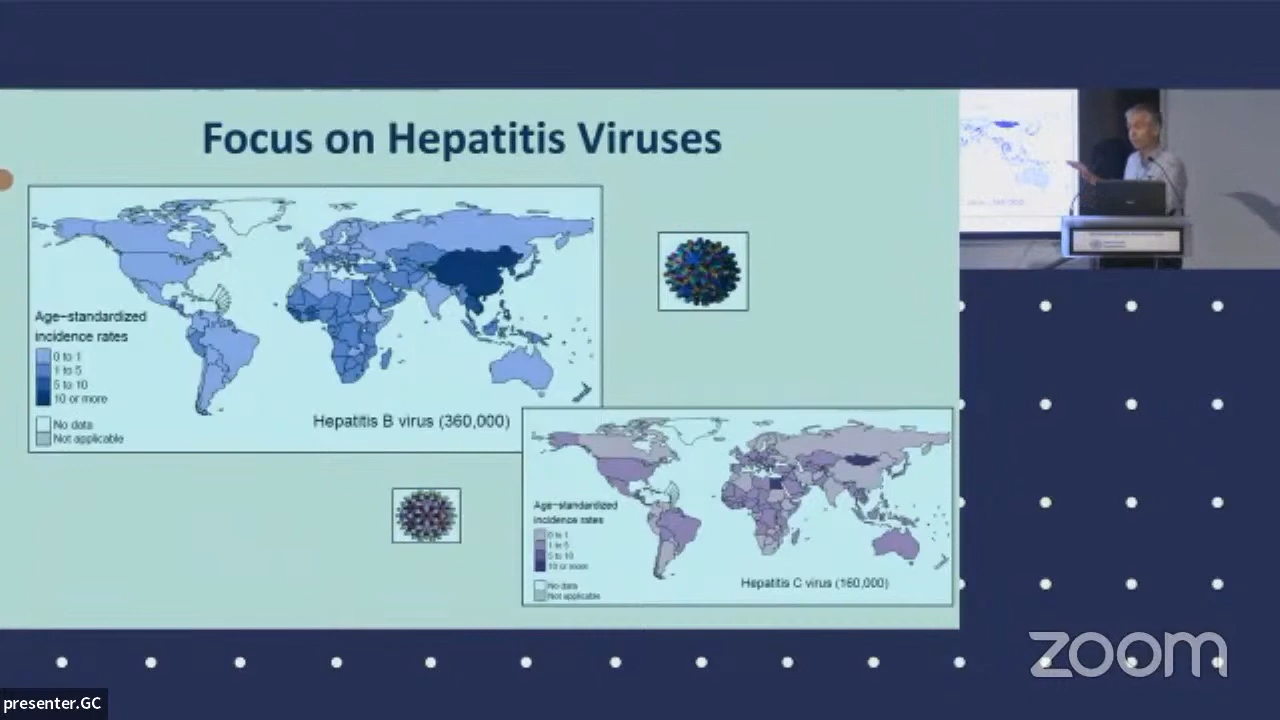 Focus on Hepatitis Viruses
Age-standardized
incidence rates
0 to 1
1 to 5
5 to 10
10 or more
No data
Not applicable
Hepatitis B virus (360,000)
Age-standardized
incidence rates
0 to 1
1 to 5
5 to 10
10 or more
No data
Not applicable
Hepatitis C virus (160,000)
zoom
presenter.GC